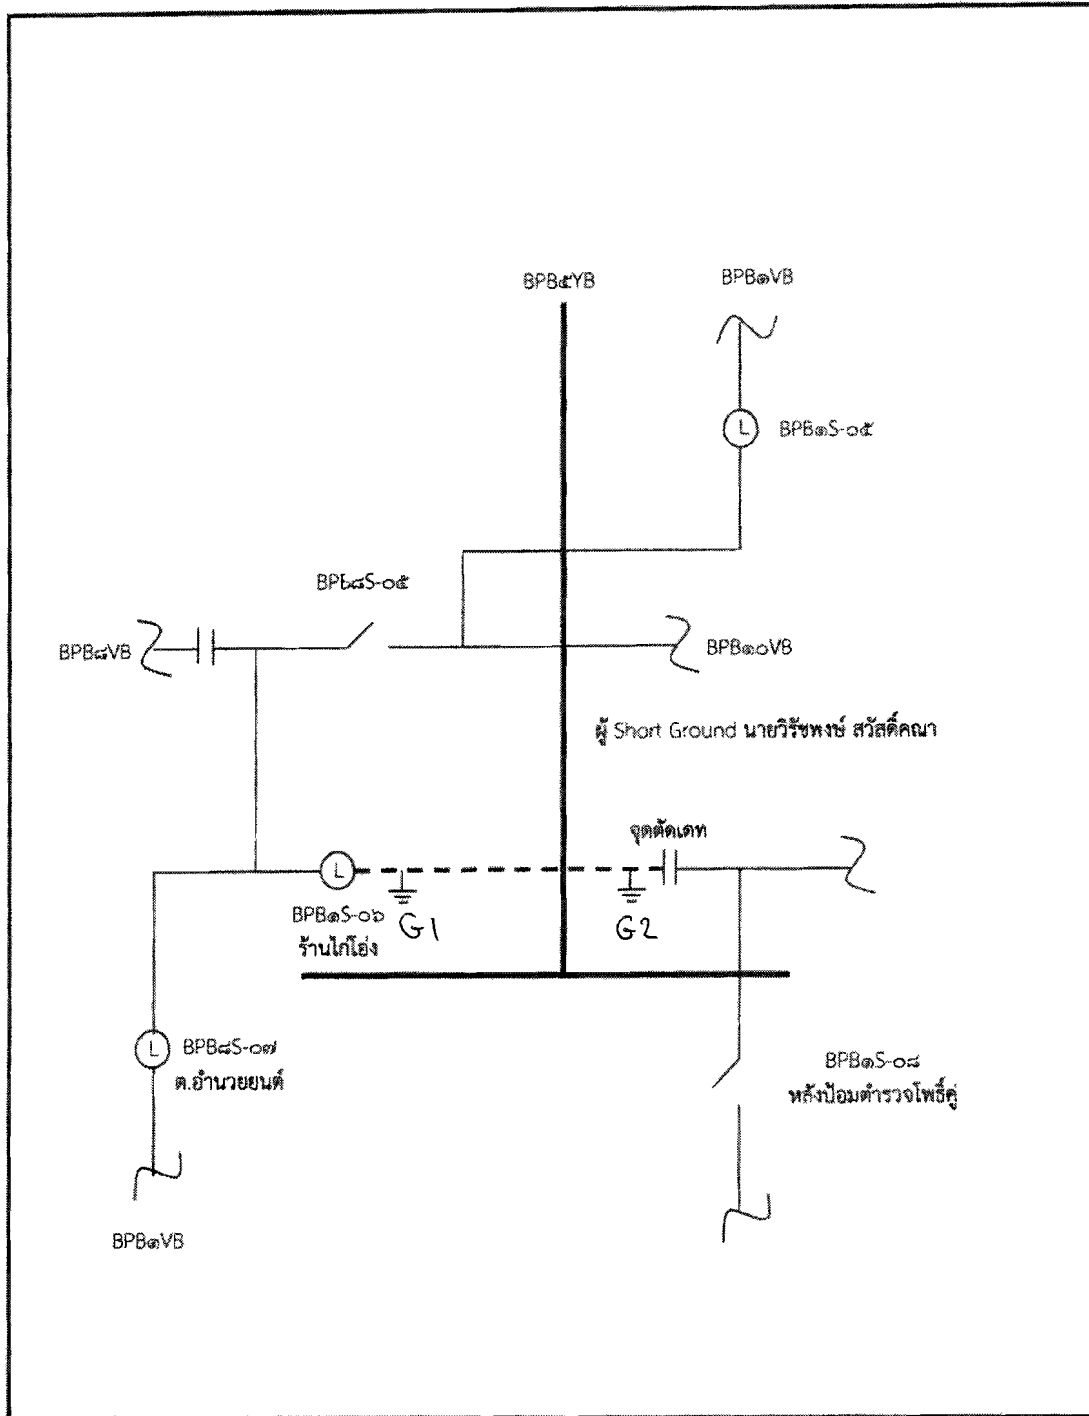 BPB๕YB
BPB๑VB
L
BPB๑S-๐๕
BPB๘S-๐๕
BPB๘VB
BPB๑๐VB
ผู้ Short Ground นายวิรัชพงษ์ สวัสดิ์คณา
จุดตัดเดท
L
BPB๑S-๐๖
ร้านไก่โอ่ง
G1
G2
L
BPB๘S-๐๗
ต.อำนวยยนต์
BPB๑S-๐๘
หลังป้อมตำรวจโพธิ์คู่
BPB๑VB